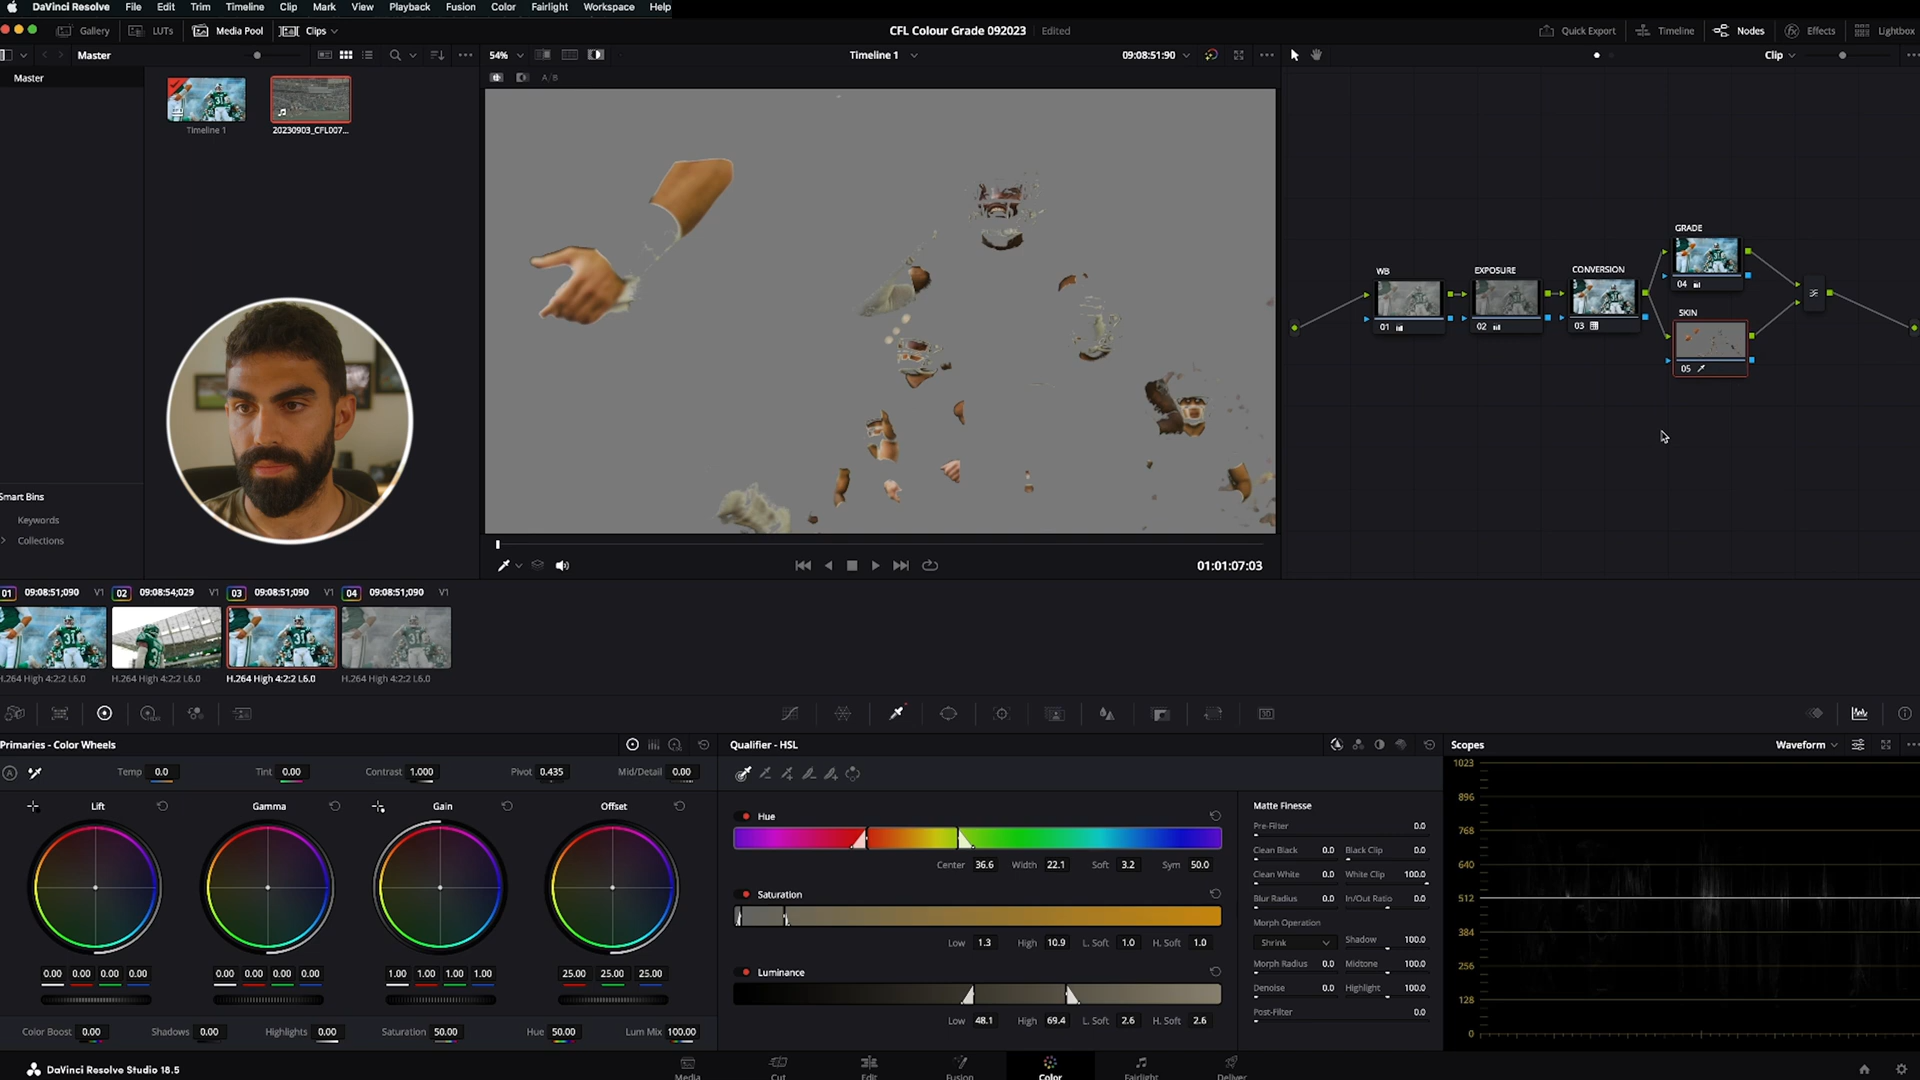 DaVinci Resolve File Edit Trim Timeline Clip Mark View Playback Fusion Color Fairlight Workspace Help
Gallery LUTs Media Pool Clips CFL Colour Grade 092023 Edited Quick Export Timeline Nodes Effects Lightbox
Master 54% Timeline 1 09:08:51:90 Clip
A/B
Master
Timeline 1 20230903_CFL007...
GRADE
04
WB EXPOSURE CONVERSION
01 02 03
SKIN
05
Smart Bins
Keywords
Collections
01:01:07:03
01 09:08:51;090 V1 02 09:08:54;029 V1 03 09:08:51;090 V1 04 09:08:51;090 V1
31 31 31
H.264 High 4:2:2 L6.0 H.264 High 4:2:2 L6.0 H.264 High 4:2:2 L6.0 H.264 High 4:2:2 L6.0
3D
Primaries - Color Wheels Qualifier - HSL Scopes Waveform
A Temp 0.0 Tint 0.00 Contrast 1.000 Pivot 0.435 Mid/Detail 0.00
Lift Gamma Gain Offset
0.00 0.00 0.00 0.00 0.00 0.00 0.00 0.00 1.00 1.00 1.00 1.00 25.00 25.00 25.00
Color Boost 0.00 Shadows 0.00 Highlights 0.00 Saturation 50.00 Hue 50.00 Lum Mix 100.00
Hue
Center 36.6 Width 22.1 Soft 3.2 Sym 50.0
Saturation
Low 1.3 High 10.9 L. Soft 1.0 H. Soft 1.0
Luminance
Low 48.1 High 69.4 L. Soft 2.6 H. Soft 2.6
Matte Finesse
Pre-Filter 0.0
Clean Black 0.0 Black Clip 0.0
Clean White 0.0 White Clip 100.0
Blur Radius 0.0 In/Out Ratio 0.0
Morph Operation
Shrink Shadow 100.0
Morph Radius 0.0 Midtone 100.0
Denoise 0.0 Highlight 100.0
Post-Filter 0.0
1023
896
768
640
512
384
256
128
0
DaVinci Resolve Studio 18.5 Media Cut Edit Fusion Color Fairlight Deliver